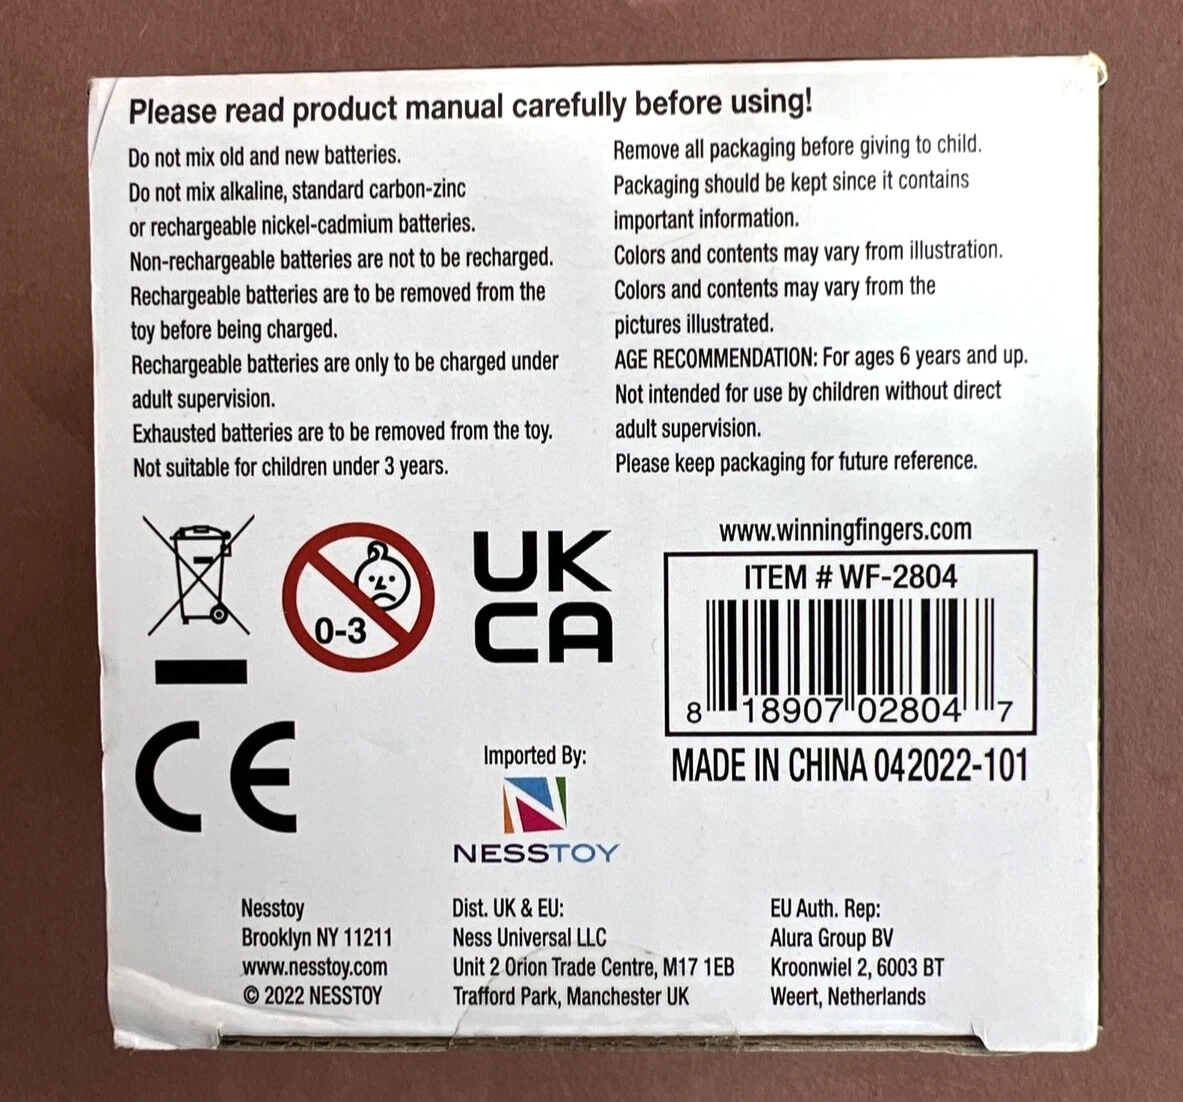 Please read product manual carefully before using!
Do not mix old and new batteries.
Do not mix alkaline, standard carbon-zinc
or rechargeable nickel-cadmium batteries.
Non-rechargeable batteries are not to be recharged.
Rechargeable batteries are to be removed from the
toy before being charged.
Rechargeable batteries are only to be charged under
adult supervision.
Exhausted batteries are to be removed from the toy.
Not suitable for children under 3 years.
Remove all packaging before giving to child.
Packaging should be kept since it contains
important information.
Colors and contents may vary from illustration.
Colors and contents may vary from the
pictures illustrated.
AGE RECOMMENDATION: For ages 6 years and up.
Not intended for use by children without direct
adult supervision.
Please keep packaging for future reference.
0-3
UK
CA
CE
www.winningfingers.com
ITEM # WF-2804
8 18907 02804 7
MADE IN CHINA 042022-101
Imported By:
NESSTOY
Nesstoy
Brooklyn NY 11211
www.nesstoy.com
© 2022 NESSTOY
Dist. UK & EU:
Ness Universal LLC
Unit 2 Orion Trade Centre, M17 1EB
Trafford Park, Manchester UK
EU Auth. Rep:
Alura Group BV
Kroonwiel 2, 6003 BT
Weert, Netherlands